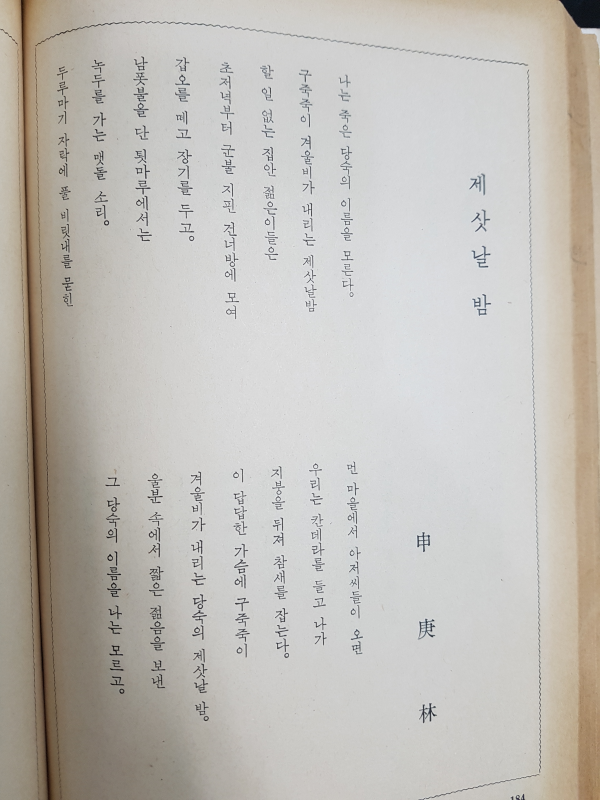 제삿날 밤
申庚林
나는 죽은 당숙의 이름을 모른다.
구죽죽이 겨울비가 내리는 제삿날밤
할 일 없는 집안 젊은이들은
초저녁부터 군불 지핀 건너방에 모여
갑오를 떼고 장기를 두고.
남폿불을 단 툇마루에서는
녹두를 가는 맷돌 소리.
두루마기 자락에 풀 비릿내를 묻힌
먼 마을에서 아저씨들이 오면
우리는 칸데라를 들고 나가
지붕을 뒤져 참새를 잡는다.
이 답답한 가슴에 구죽죽이
겨울비가 내리는 당숙의 제삿날 밤.
울분 속에서 짧은 젊음을 보낸
그 당숙의 이름을 나는 모르고.
184